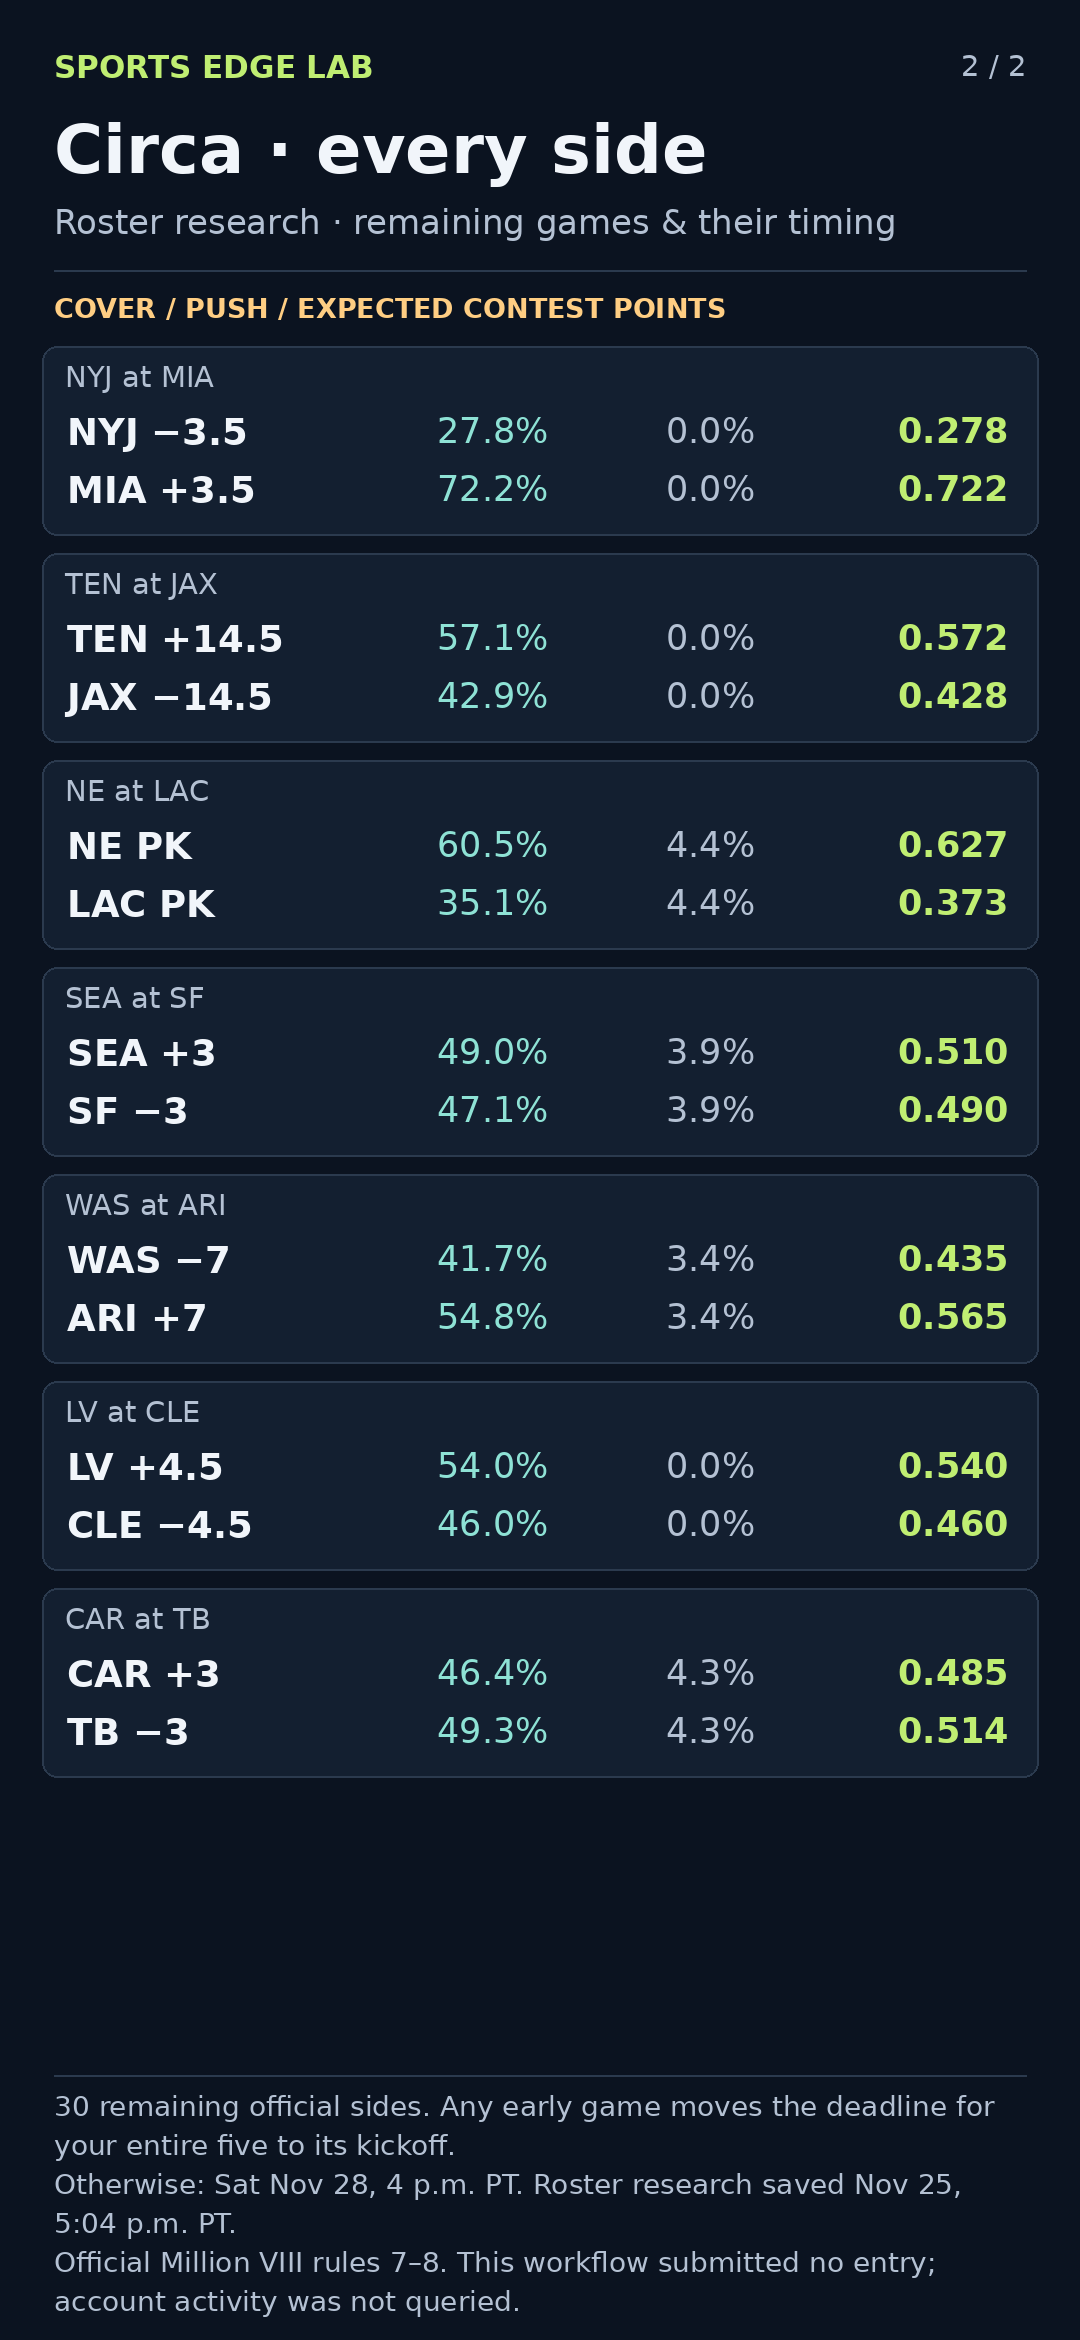 SPORTS EDGE LAB 2 / 2
Circa · every side
Roster research · remaining games & their timing
COVER / PUSH / EXPECTED CONTEST POINTS
NYJ at MIA
NYJ −3.5 27.8% 0.0% 0.278
MIA +3.5 72.2% 0.0% 0.722
TEN at JAX
TEN +14.5 57.1% 0.0% 0.572
JAX −14.5 42.9% 0.0% 0.428
NE at LAC
NE PK 60.5% 4.4% 0.627
LAC PK 35.1% 4.4% 0.373
SEA at SF
SEA +3 49.0% 3.9% 0.510
SF −3 47.1% 3.9% 0.490
WAS at ARI
WAS −7 41.7% 3.4% 0.435
ARI +7 54.8% 3.4% 0.565
LV at CLE
LV +4.5 54.0% 0.0% 0.540
CLE −4.5 46.0% 0.0% 0.460
CAR at TB
CAR +3 46.4% 4.3% 0.485
TB −3 49.3% 4.3% 0.514
30 remaining official sides. Any early game moves the deadline for
your entire five to its kickoff.
Otherwise: Sat Nov 28, 4 p.m. PT. Roster research saved Nov 25,
5:04 p.m. PT.
Official Million VIII rules 7–8. This workflow submitted no entry;
account activity was not queried.